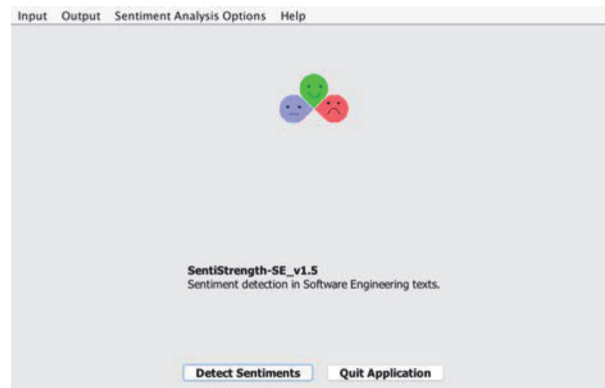 Input Output Sentiment Analysis Options Help
SentiStrength-SE_v1.5
Sentiment detection in Software Engineering texts.
Detect Sentiments Quit Application